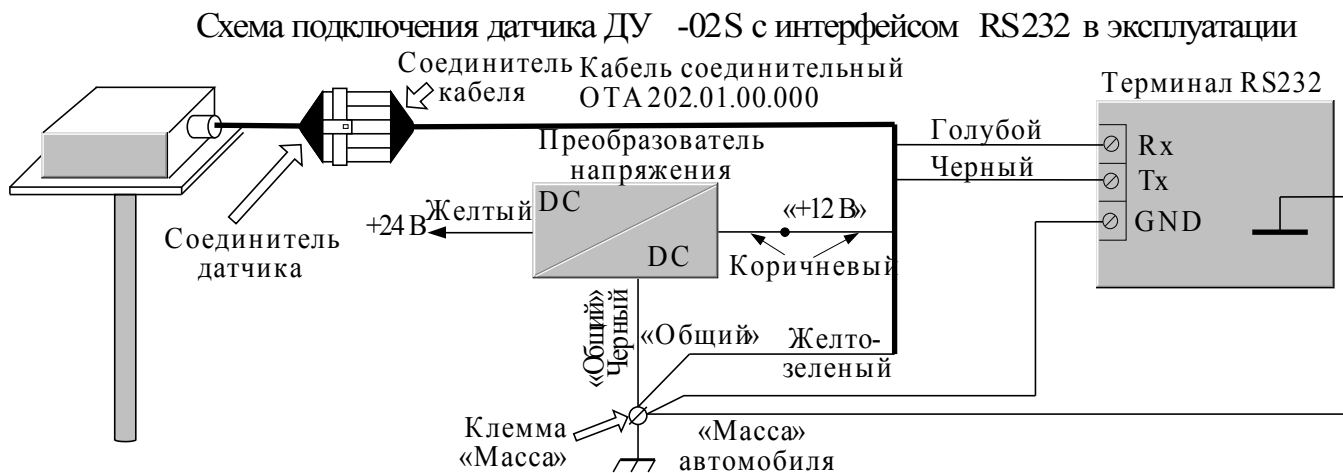 Схема подключения датчика ДУ -02S с интерфейсом RS232 в эксплуатации
Соединитель
кабеля
Кабель соединительный
ОТА202.01.00.000
Терминал RS232
Голубой
Rx
Черный
Tx
GND
Преобразователь
напряжения
DC
DC
+24 В
Желтый
«+12 В»
Коричневый
Соединитель
датчика
«Общий»
Черный
«Общий»
Желто-
зеленый
Клемма
«Масса»
«Масса»
автомобиля